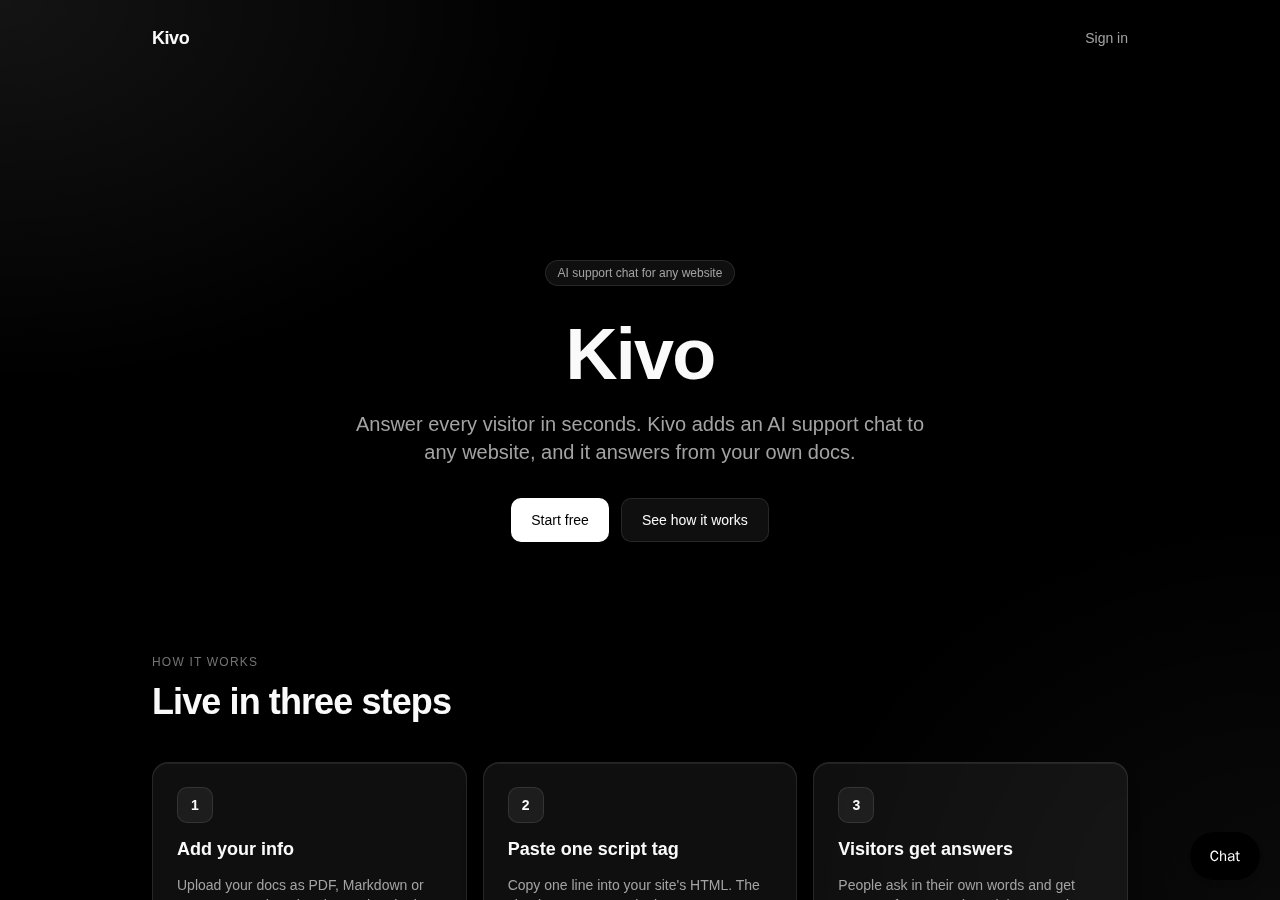 Kivo
Sign in
AI support chat for any website
Kivo
Answer every visitor in seconds. Kivo adds an AI support chat to
any website, and it answers from your own docs.
Start free
See how it works
HOW IT WORKS
Live in three steps
1
Add your info
Upload your docs as PDF, Markdown or
2
Paste one script tag
Copy one line into your site's HTML. The
3
Visitors get answers
People ask in their own words and get
Chat